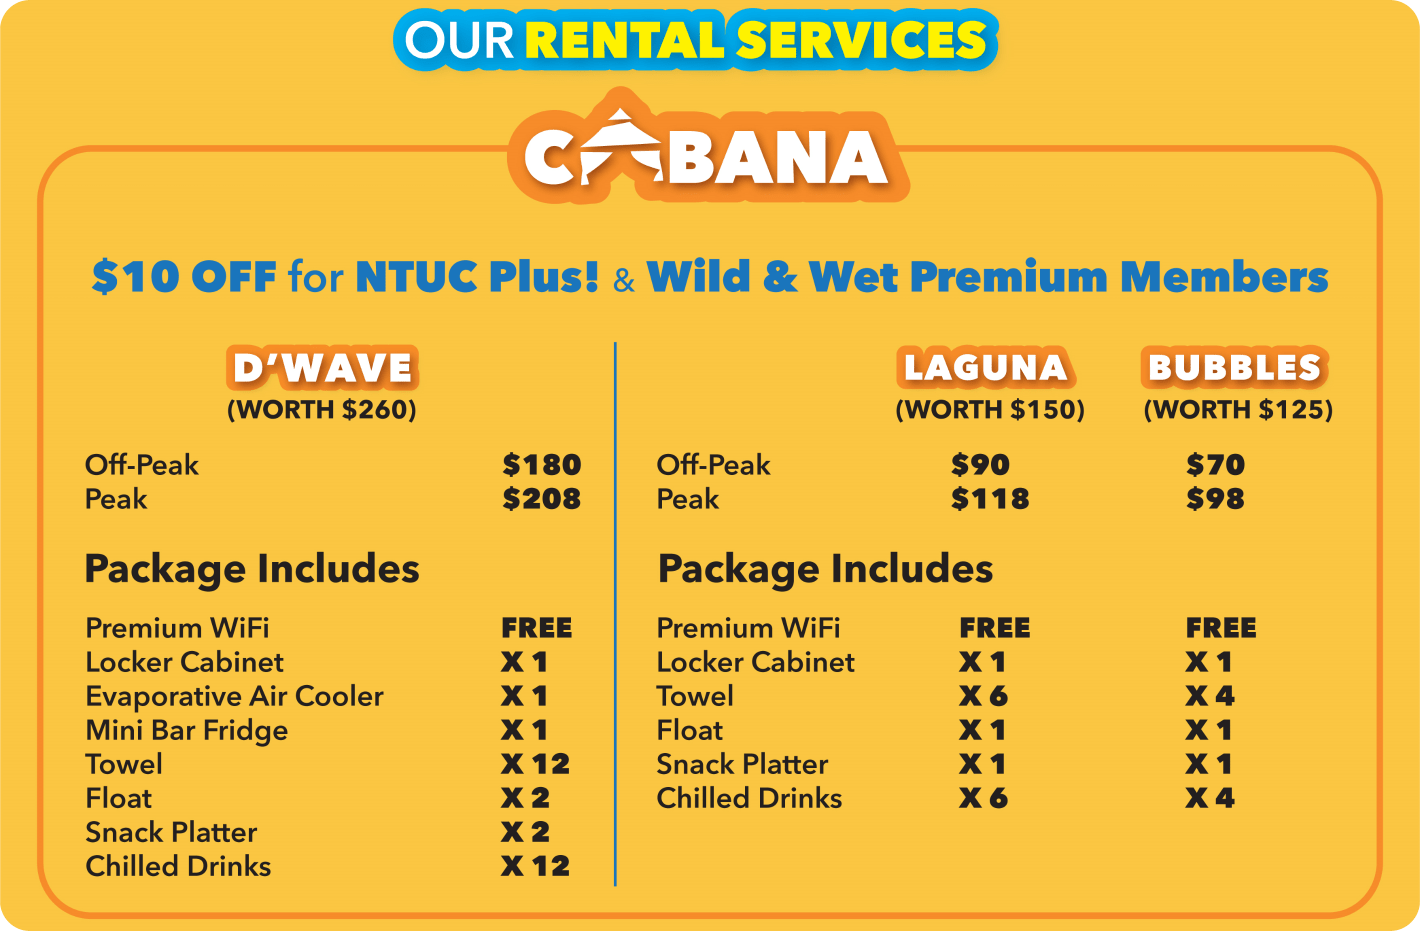 OUR RENTAL SERVICES
CABANA
$10 OFF for NTUC Plus! & Wild & Wet Premium Members
D'WAVE
(WORTH $260)
Off-Peak $180
Peak $208
Package Includes
Premium WiFi FREE
Locker Cabinet X 1
Evaporative Air Cooler X 1
Mini Bar Fridge X 1
Towel X 12
Float X 2
Snack Platter X 2
Chilled Drinks X 12
LAGUNA BUBBLES
(WORTH $150) (WORTH $125)
Off-Peak $90 $70
Peak $118 $98
Package Includes
Premium WiFi FREE FREE
Locker Cabinet X 1 X 1
Towel X 6 X 4
Float X 1 X 1
Snack Platter X 1 X 1
Chilled Drinks X 6 X 4